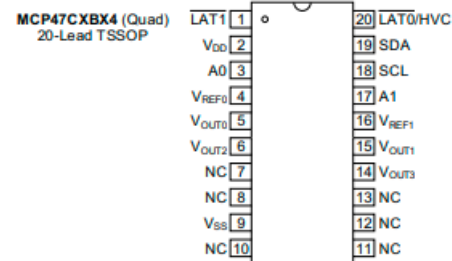 MCP47CXBX4 (Quad)
20-Lead TSSOP
LAT1 1
20 LAT0/HVC
VDD 2
19 SDA
A0 3
18 SCL
VREF0 4
17 A1
VOUT0 5
16 VREF1
VOUT2 6
15 VOUT1
NC 7
14 VOUT3
NC 8
13 NC
VSS 9
12 NC
NC 10
11 NC